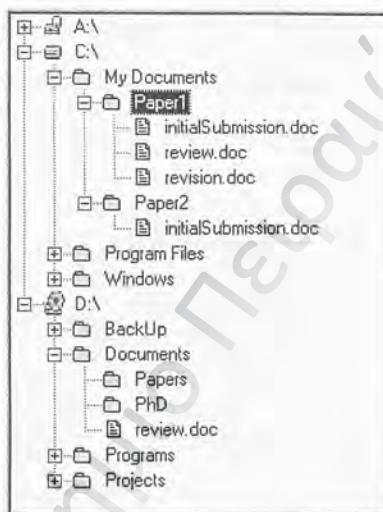 A:\
C:\
My Documents
Paper1
initialSubmission.doc
review.doc
revision.doc
Paper2
initialSubmission.doc
Program Files
Windows
D:\
BackUp
Documents
Papers
PhD
review.doc
Programs
Projects